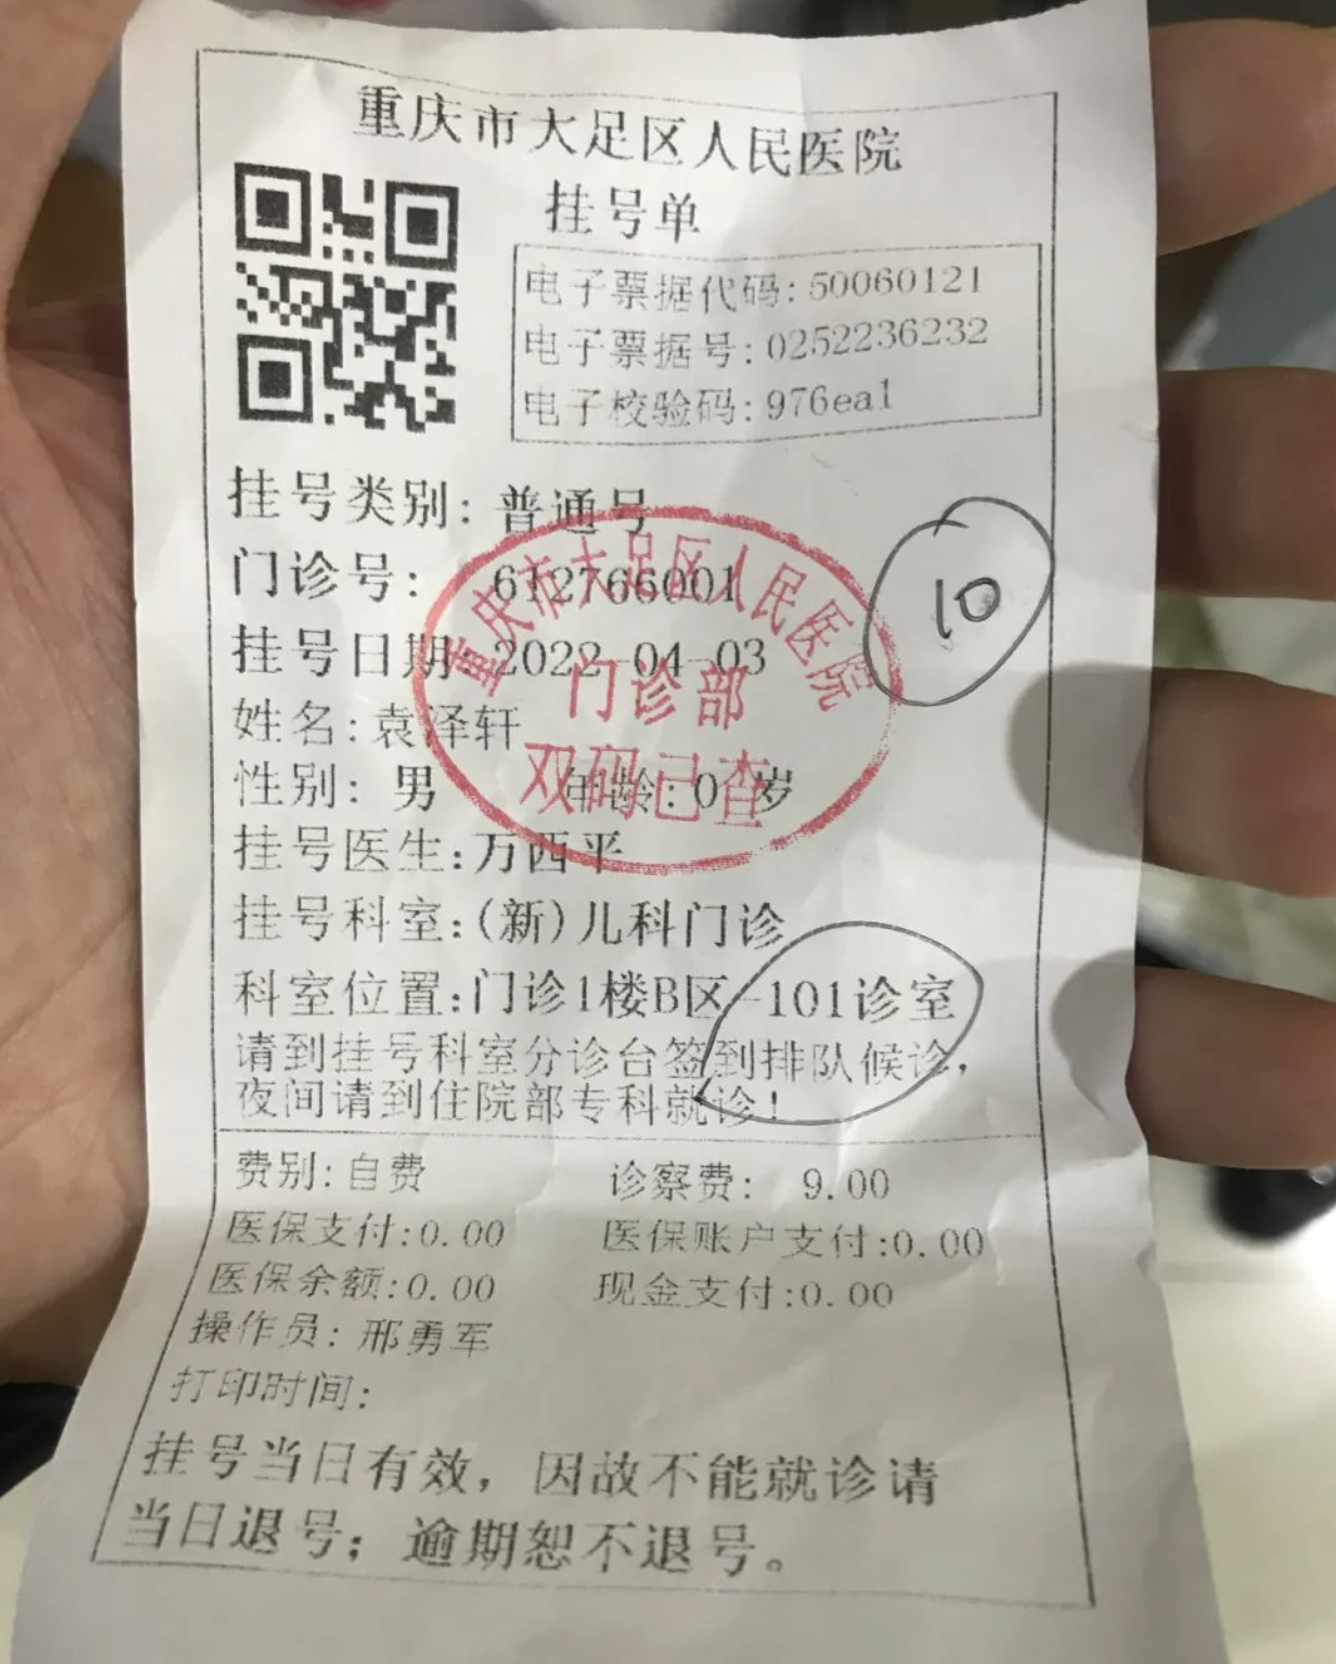 重庆市大足区人民医院
挂号单
电子票据代码:50060121
电子票据号:0252236232
电子校验码:976ea1
挂号类别:普通号
门诊号: 612766001
挂号日期:2022-04-03
姓名:袁泽轩
性别: 男 年龄:0 岁
挂号医生:万西平
挂号科室:(新)儿科门诊
科室位置:门诊1楼B区-101诊室
请到挂号科室分诊台签到排队候诊,
夜间请到住院部专科就诊!
10
重庆市大足区人民医院
门诊部
双码已查
费别:自费 诊察费: 9.00
医保支付:0.00 医保账户支付:0.00
医保余额:0.00 现金支付:0.00
操作员:邢勇军
打印时间:
挂号当日有效，因故不能就诊请
当日退号；逾期恕不退号。